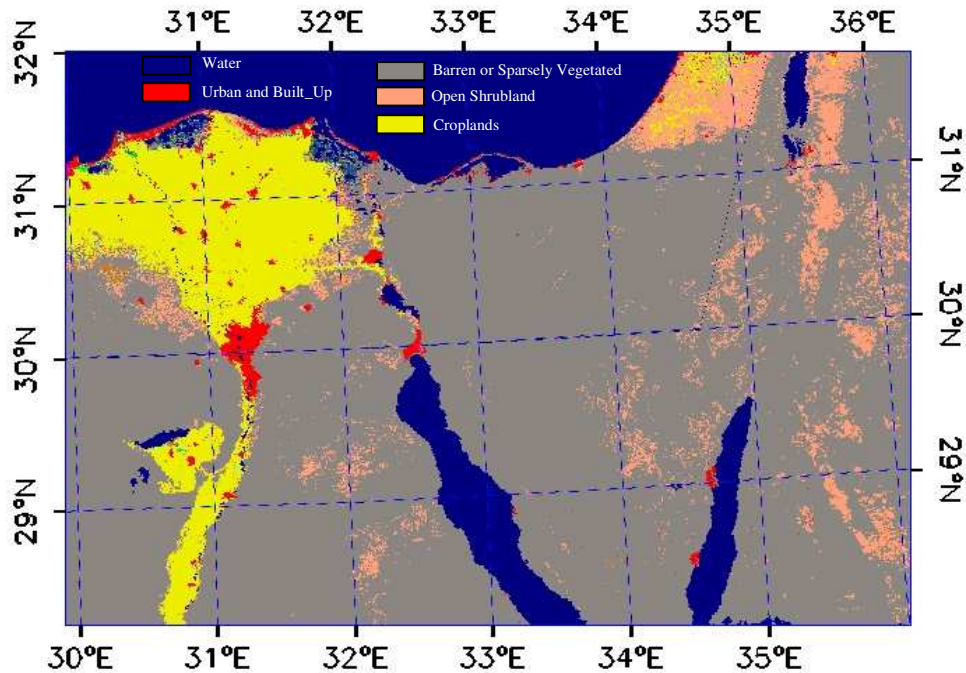 31°E 32°E 33°E 34°E 35°E 36°E
32°N
Water
Urban and Built_Up
Barren or Sparsely Vegetated
Open Shrubland
Croplands
31°N
30°N
29°N
31°N
30°N
29°N
30°E 31°E 32°E 33°E 34°E 35°E